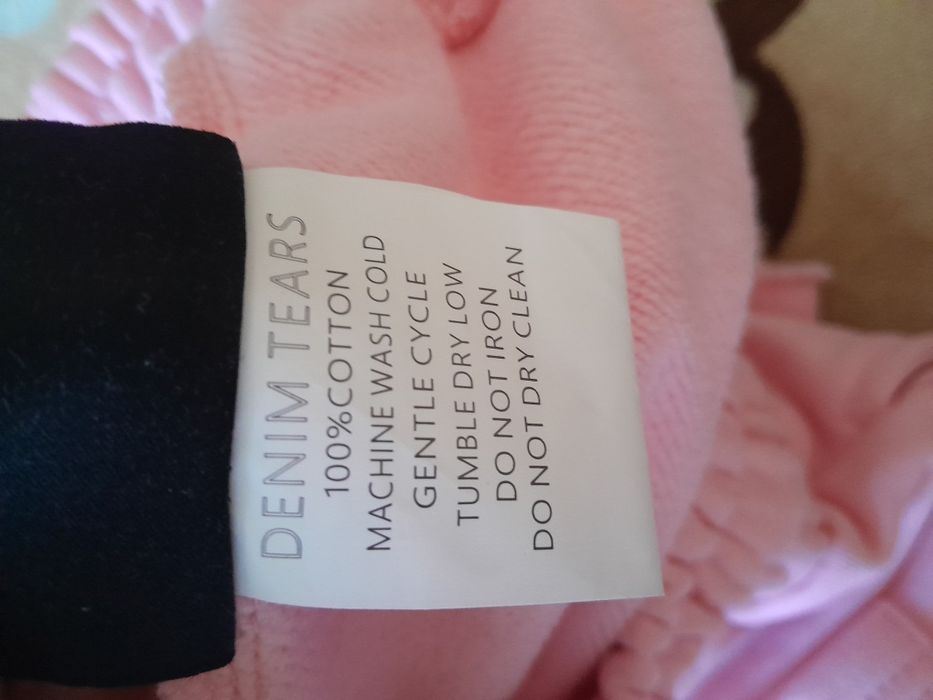 DENIM TEARS
100%COTTON
MACHINE WASH COLD
GENTLE CYCLE
TUMBLE DRY LOW
DO NOT IRON
DO NOT DRY CLEAN